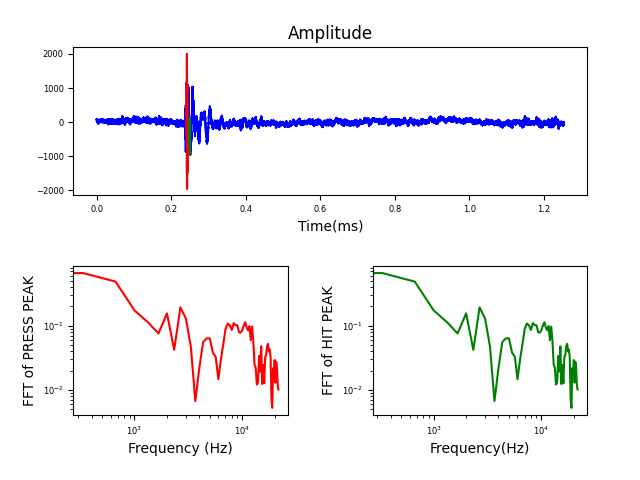 Amplitude
2000
1000
0
−1000
−2000
0.0 0.2 0.4 0.6 0.8 1.0 1.2
Time(ms)
FFT of PRESS PEAK
10⁻¹
10⁻²
10³ 10⁴
Frequency (Hz)
FFT of HIT PEAK
10⁻¹
10⁻²
10³ 10⁴
Frequency(Hz)